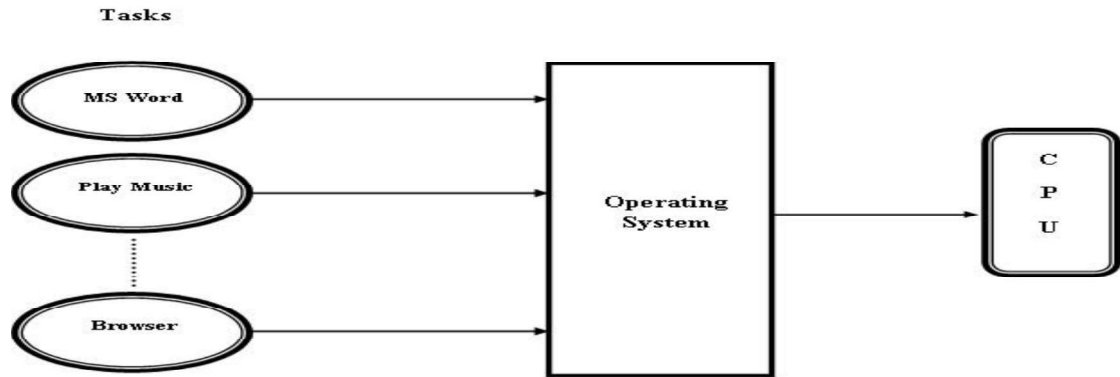 Tasks
MS Word
Play Music
Browser
Operating
System
C
P
U